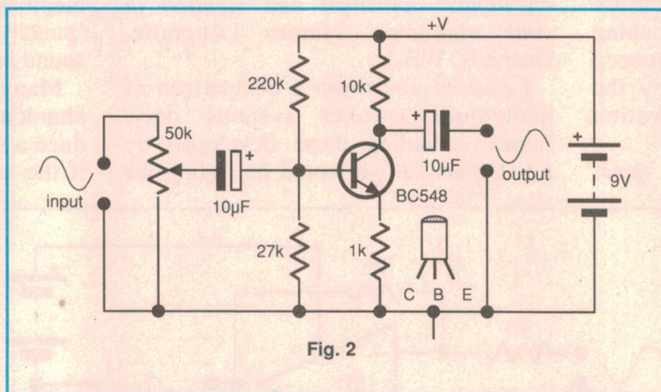 +V
220k
10k
50k
+
+
+
10µF
10µF
input
output
9V
BC548
27k
1k
C B E
Fig. 2